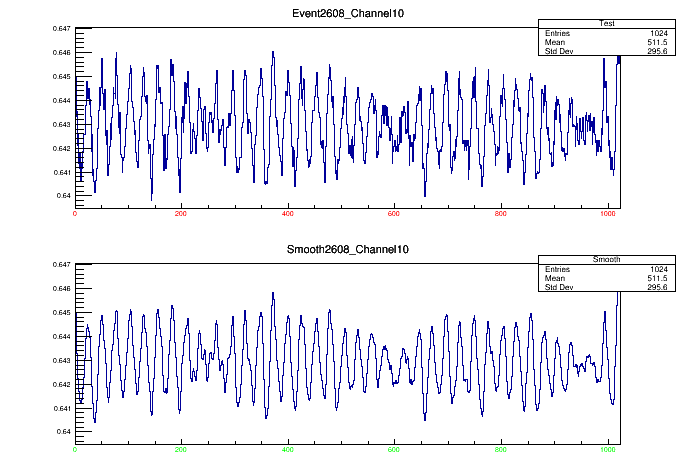 Event2608_Channel10
Test
Entries 1024
Mean 511.5
Std Dev 295.6
0.647
0.646
0.645
0.644
0.643
0.642
0.641
0.64
0 200 400 600 800 1000
Smooth2608_Channel10
Smooth
Entries 1024
Mean 511.5
Std Dev 295.6
0.647
0.646
0.645
0.644
0.643
0.642
0.641
0.64
0 200 400 600 800 1000